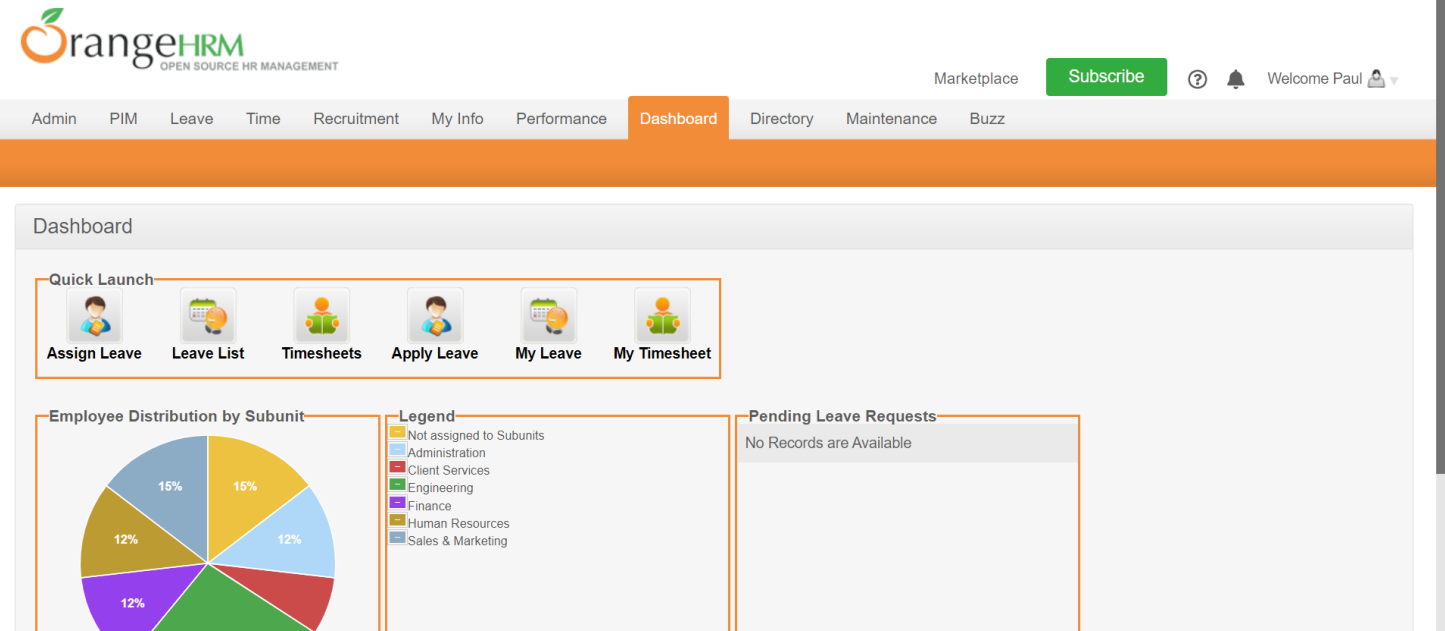 OrangeHRM
OPEN SOURCE HR MANAGEMENT
Marketplace
Subscribe
Welcome Paul
Admin PIM Leave Time Recruitment My Info Performance Dashboard Directory Maintenance Buzz
Dashboard
Quick Launch
Assign Leave Leave List Timesheets Apply Leave My Leave My Timesheet
Employee Distribution by Subunit
15% 15%
12% 12%
12%
Legend
Not assigned to Subunits
Administration
Client Services
Engineering
Finance
Human Resources
Sales & Marketing
Pending Leave Requests
No Records are Available